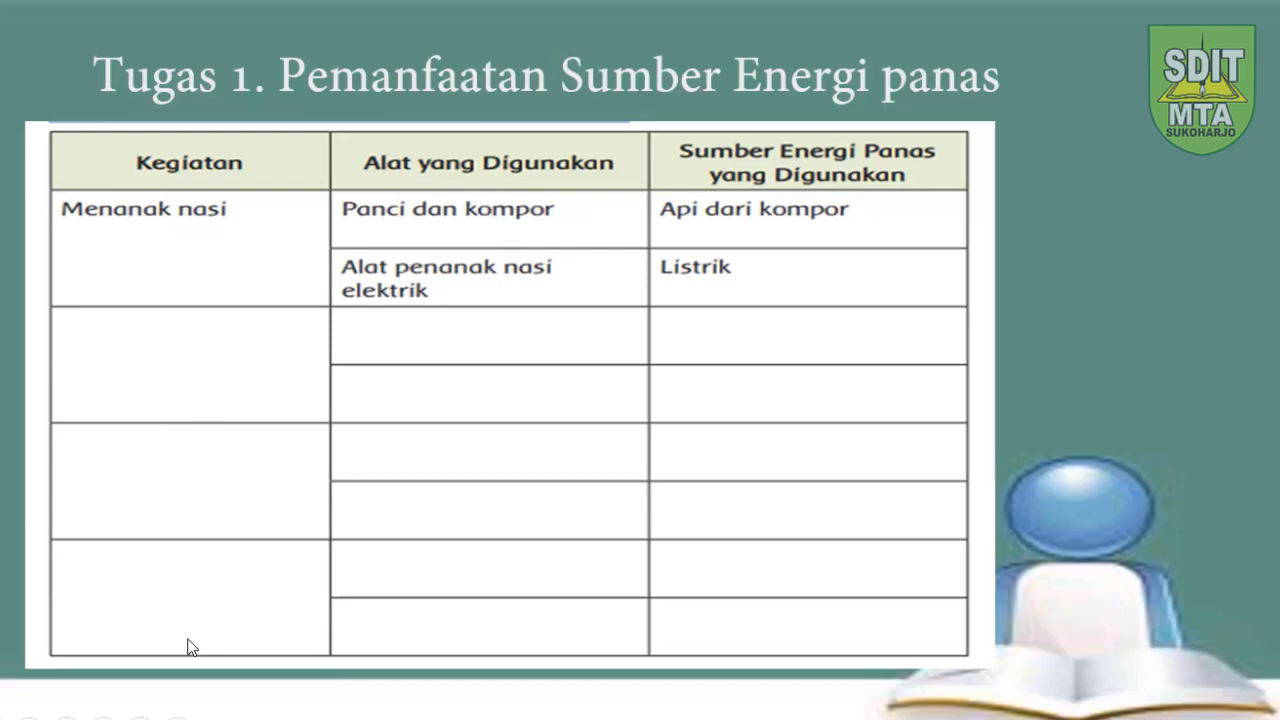 Tugas 1. Pemanfaatan Sumber Energi panas
SDIT
MTA
SUKOHARJO
Kegiatan
Alat yang Digunakan
Sumber Energi Panas
yang Digunakan
Menanak nasi
Panci dan kompor
Api dari kompor
Alat penanak nasi
elektrik
Listrik